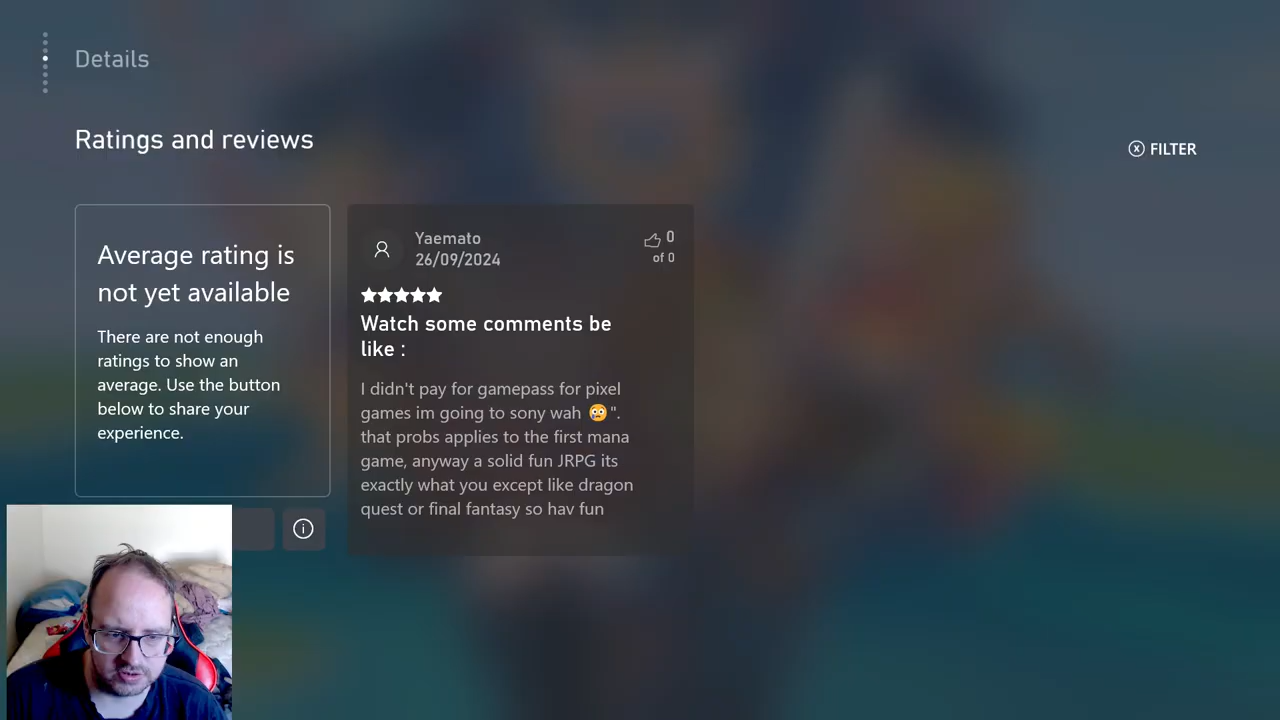 Details
Ratings and reviews
FILTER
Average rating is
not yet available
There are not enough
ratings to show an
average. Use the button
below to share your
experience.
Yaemato
26/09/2024
0
of 0
Watch some comments be
like :
I didn't pay for gamepass for pixel
games im going to sony wah 😢".
that probs applies to the first mana
game, anyway a solid fun JRPG its
exactly what you except like dragon
quest or final fantasy so hav fun